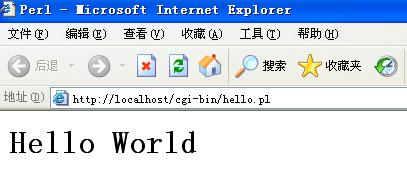 Perl - Microsoft Internet Explorer
文件(F) 编辑(E) 查看(V) 收藏(A) 工具(T) 帮助(H)
后退 搜索 收藏夹
地址(D) http://localhost/cgi-bin/hello.pl
Hello World